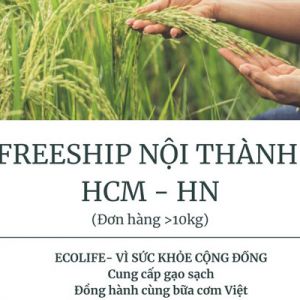 FREESHIP NỘI THÀNH
HCM - HN
(Đơn hàng >10kg)
ECOLIFE- VÌ SỨC KHỎE CỘNG ĐỒNG
Cung cấp gạo sạch
Đồng hành cùng bữa cơm Việt